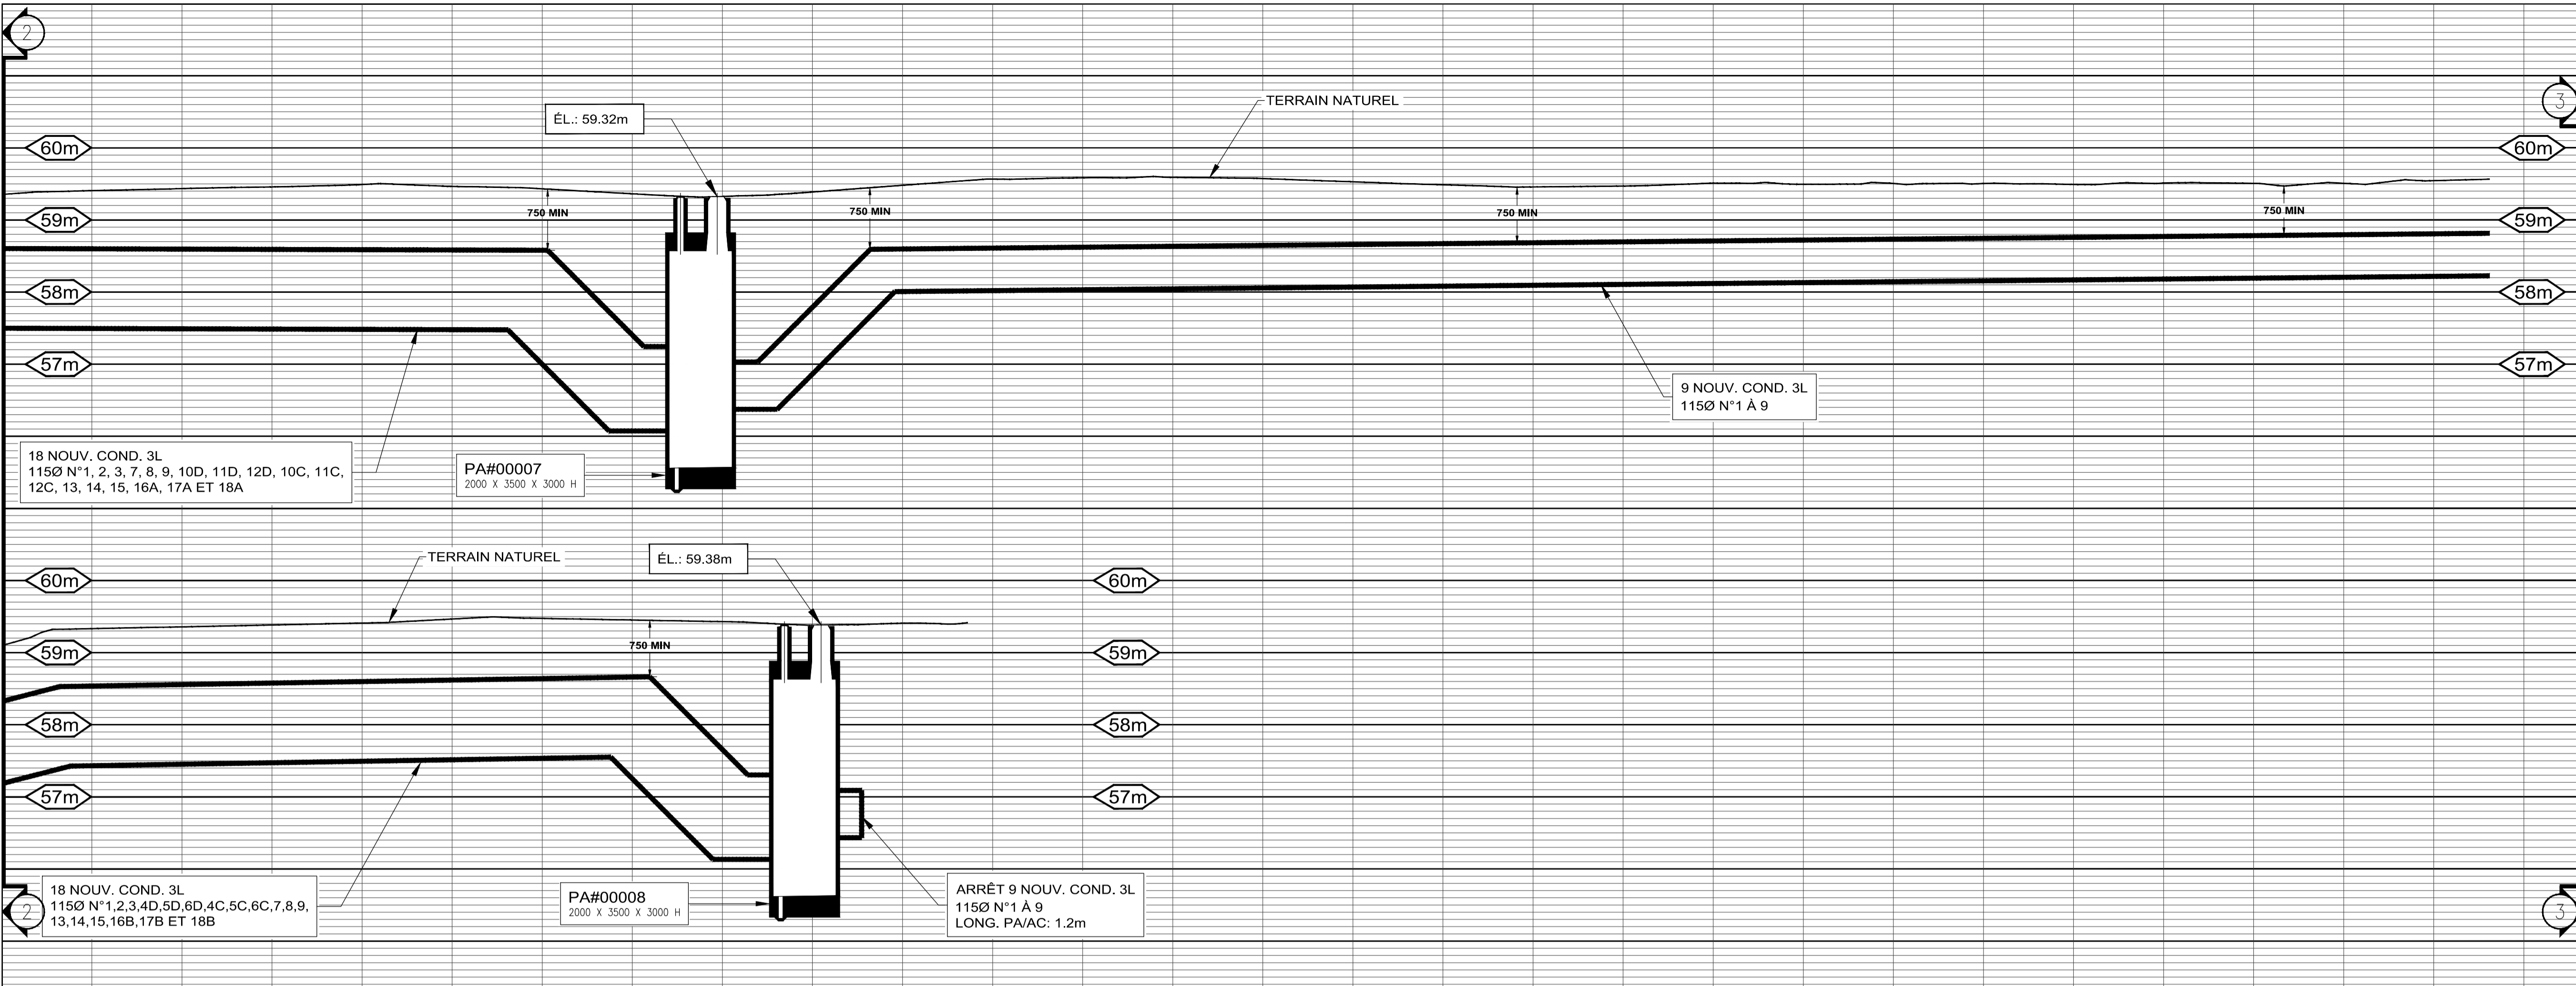 2
3
TERRAIN NATUREL
ÉL.: 59.32m
60m
60m
750 MIN
750 MIN
750 MIN
750 MIN
59m
59m
58m
58m
57m
57m
9 NOUV. COND. 3L
115Ø N°1 À 9
18 NOUV. COND. 3L
115Ø N°1, 2, 3, 7, 8, 9, 10D, 11D, 12D, 10C, 11C,
12C, 13, 14, 15, 16A, 17A ET 18A
PA#00007
2000 X 3500 X 3000 H
TERRAIN NATUREL
ÉL.: 59.38m
60m
60m
750 MIN
59m
59m
58m
58m
57m
57m
18 NOUV. COND. 3L
115Ø N°1,2,3,4D,5D,6D,4C,5C,6C,7,8,9,
13,14,15,16B,17B ET 18B
PA#00008
2000 X 3500 X 3000 H
ARRÊT 9 NOUV. COND. 3L
115Ø N°1 À 9
LONG. PA/AC: 1.2m
2
3